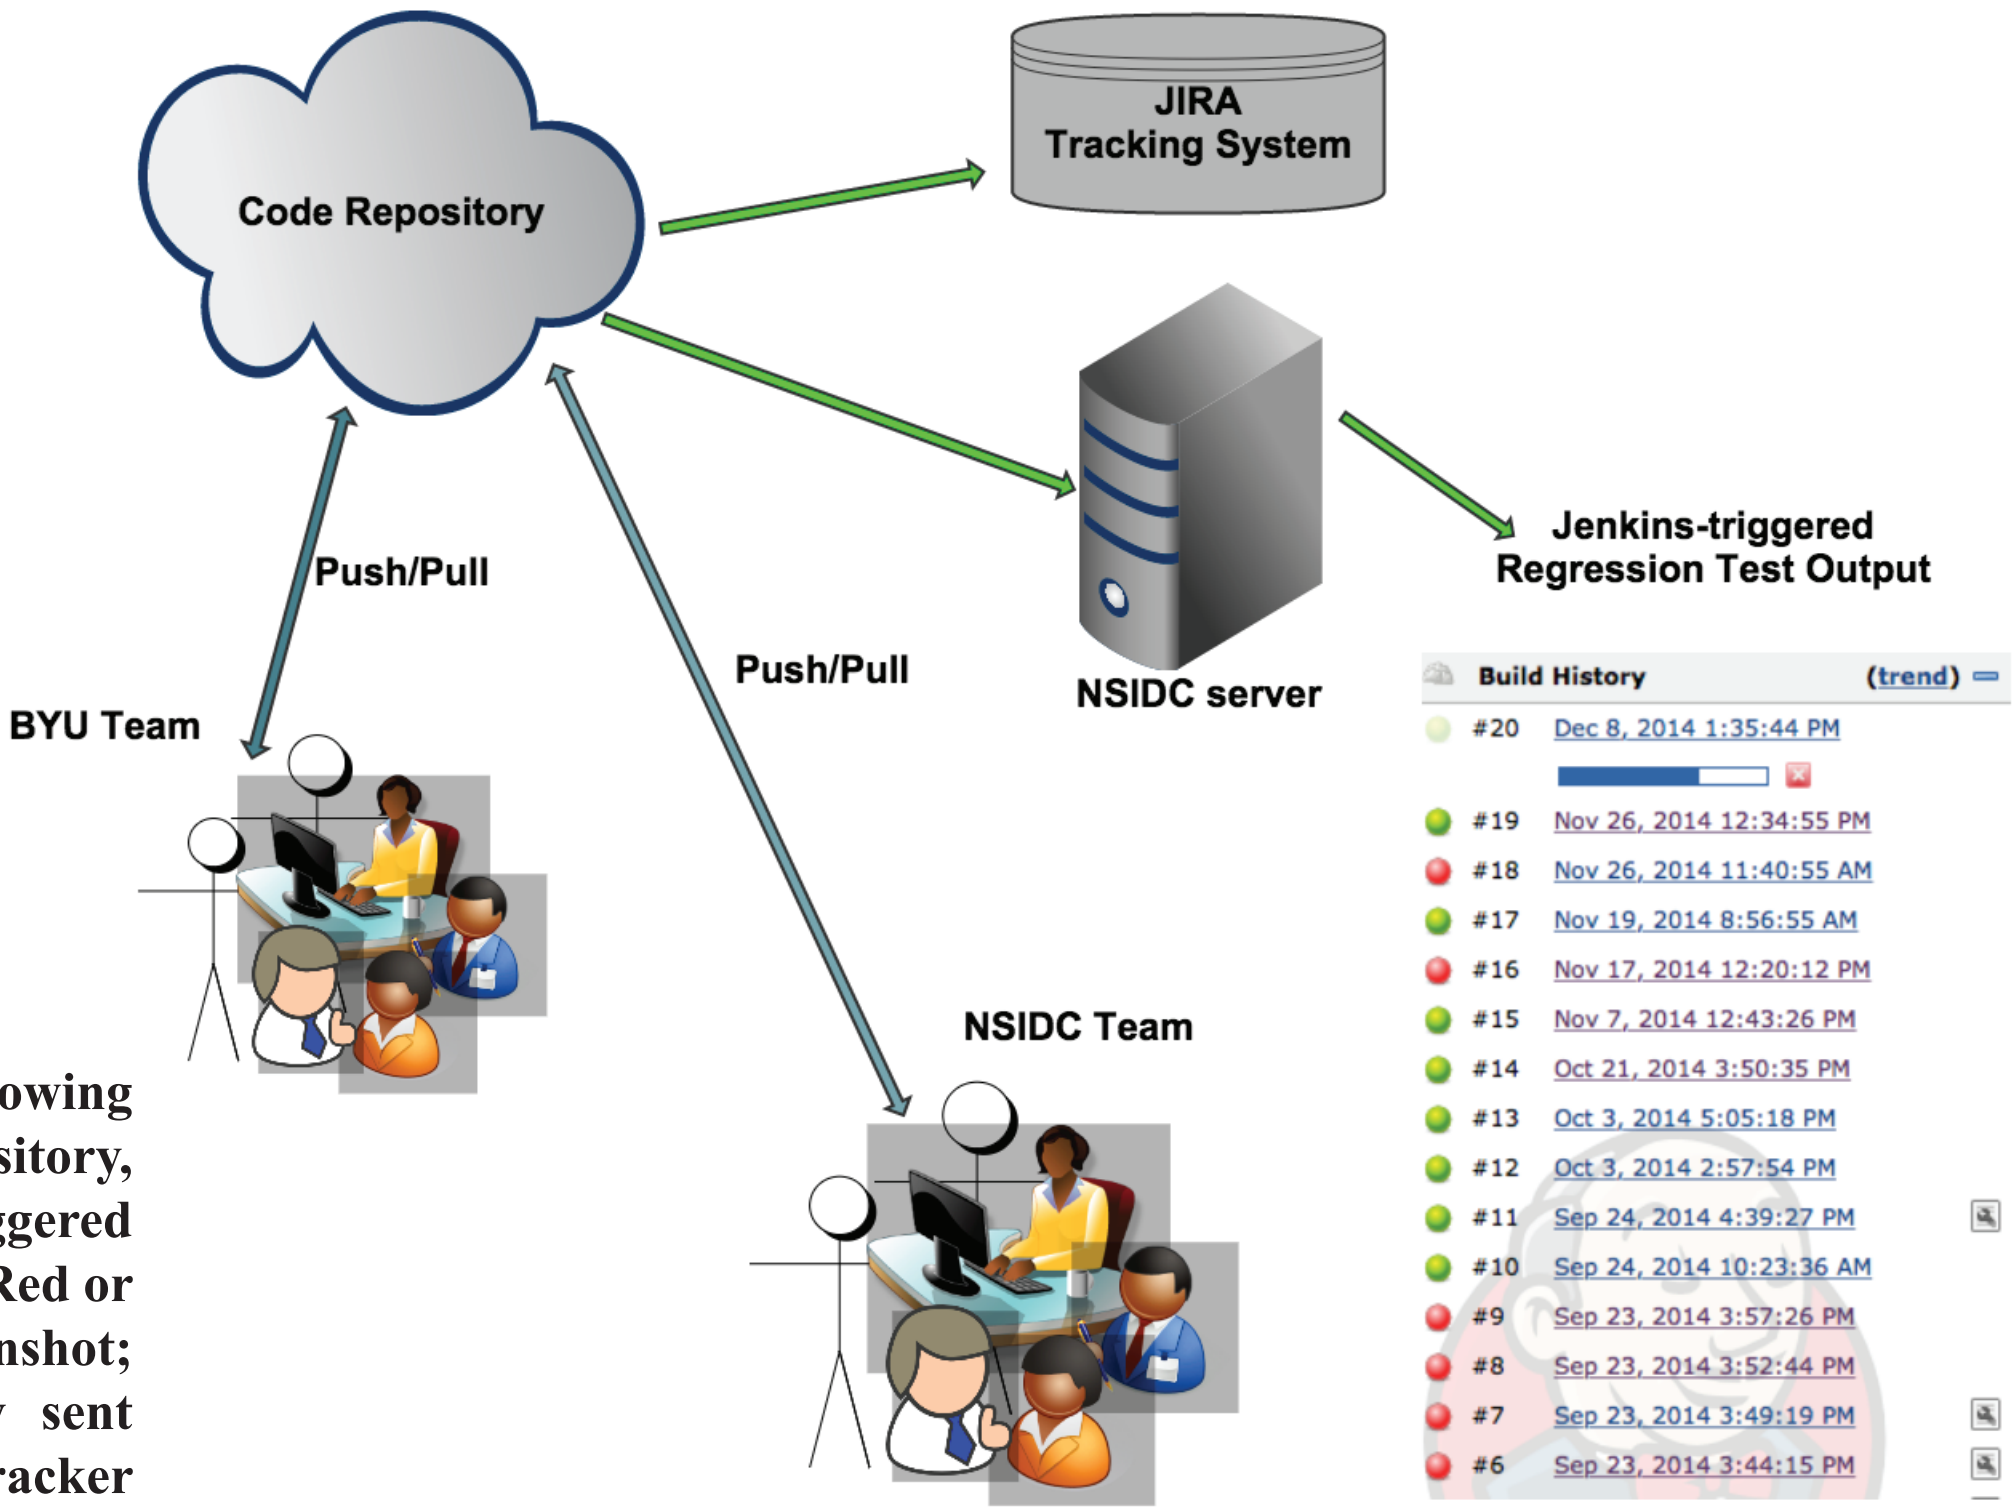 JIRA
Tracking System
Code Repository
Jenkins-triggered
Regression Test Output
Push/Pull
Push/Pull
NSIDC server
BYU Team
NSIDC Team
Build History (trend)
#20 Dec 8, 2014 1:35:44 PM
#19 Nov 26, 2014 12:34:55 PM
#18 Nov 26, 2014 11:40:55 AM
#17 Nov 19, 2014 8:56:55 AM
#16 Nov 17, 2014 12:20:12 PM
#15 Nov 7, 2014 12:43:26 PM
#14 Oct 21, 2014 3:50:35 PM
#13 Oct 3, 2014 5:05:18 PM
#12 Oct 3, 2014 2:57:54 PM
#11 Sep 24, 2014 4:39:27 PM
#10 Sep 24, 2014 10:23:36 AM
#9 Sep 23, 2014 3:57:26 PM
#8 Sep 23, 2014 3:52:44 PM
#7 Sep 23, 2014 3:49:19 PM
#6 Sep 23, 2014 3:44:15 PM
owing
sitory,
ggered
Red or
nshot;
sent
racker